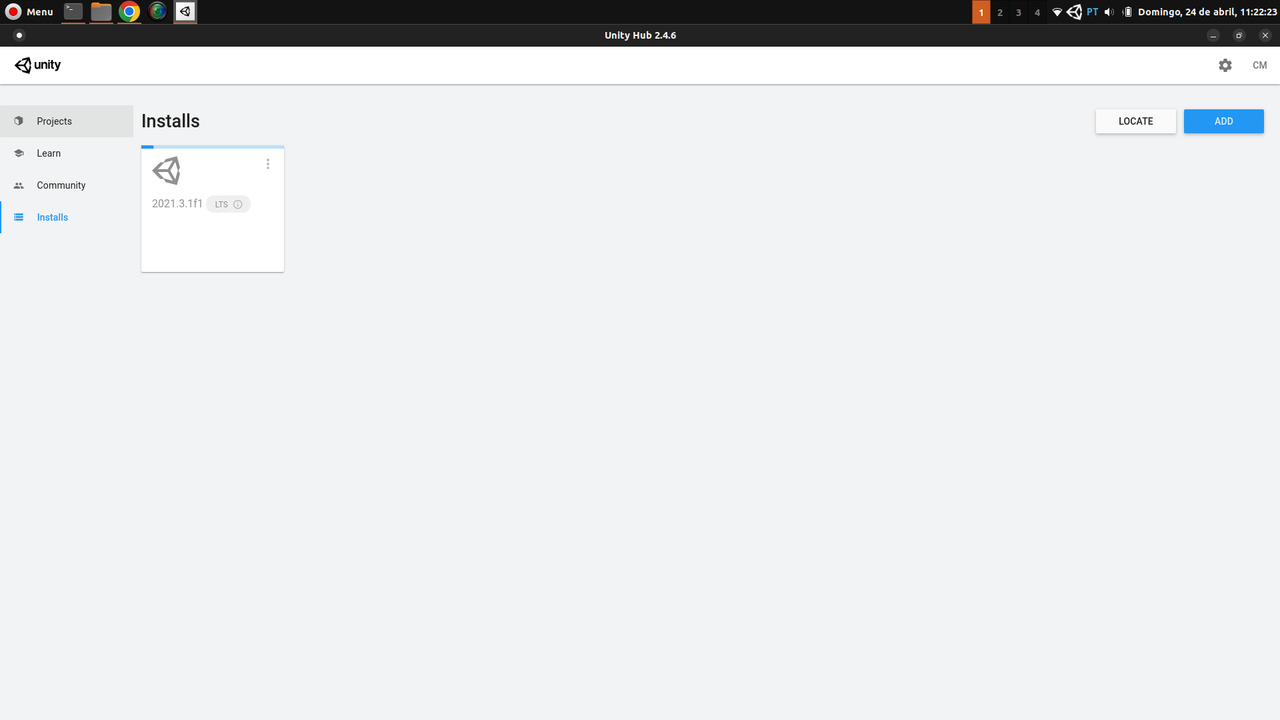 Menu
1 2 3 4 PT Domingo, 24 de abril, 11:22:23
Unity Hub 2.4.6
unity
CM
Projects
Learn
Community
Installs
Installs
LOCATE
ADD
2021.3.1f1 LTS